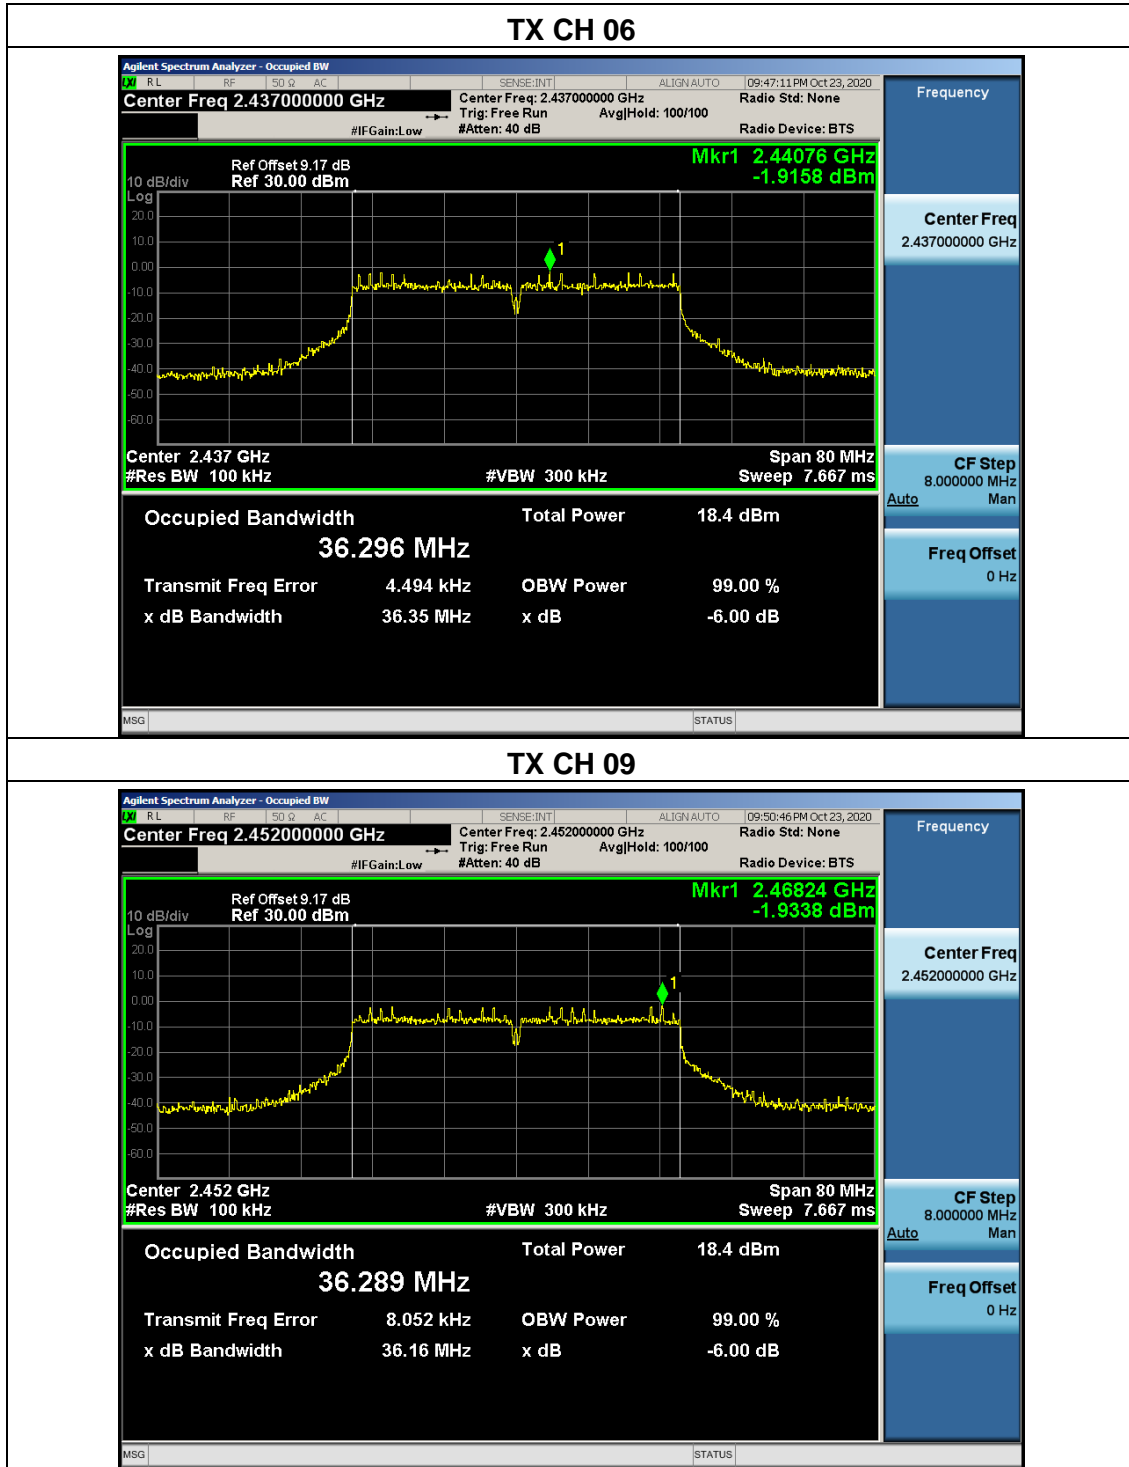 TX CH 06
Agilent Spectrum Analyzer - Occupied BW
LXI RL RF 50 Ω AC SENSE:INT ALIGN AUTO 09:47:11 PM Oct 23, 2020
Center Freq 2.437000000 GHz
Center Freq: 2.437000000 GHz
Radio Std: None
Trig: Free Run
Avg|Hold: 100/100
#IFGain:Low
#Atten: 40 dB
Radio Device: BTS
Frequency
Mkr1 2.44076 GHz
-1.9158 dBm
Ref Offset 9.17 dB
10 dB/div Ref 30.00 dBm
Log
20.0
10.0
0.00
-10.0
-20.0
-30.0
-40.0
-50.0
-60.0
1
Center 2.437 GHz
Span 80 MHz
#Res BW 100 kHz
#VBW 300 kHz
Sweep 7.667 ms
Center Freq
2.437000000 GHz
CF Step
8.000000 MHz
Auto Man
Freq Offset
0 Hz
Occupied Bandwidth
Total Power 18.4 dBm
36.296 MHz
Transmit Freq Error 4.494 kHz OBW Power 99.00 %
x dB Bandwidth 36.35 MHz x dB -6.00 dB
MSG STATUS
TX CH 09
Agilent Spectrum Analyzer - Occupied BW
LXI RL RF 50 Ω AC SENSE:INT ALIGN AUTO 09:50:46 PM Oct 23, 2020
Center Freq 2.452000000 GHz
Center Freq: 2.452000000 GHz
Radio Std: None
Trig: Free Run
Avg|Hold: 100/100
#IFGain:Low
#Atten: 40 dB
Radio Device: BTS
Frequency
Mkr1 2.46824 GHz
-1.9338 dBm
Ref Offset 9.17 dB
10 dB/div Ref 30.00 dBm
Log
20.0
10.0
0.00
-10.0
-20.0
-30.0
-40.0
-50.0
-60.0
1
Center 2.452 GHz
Span 80 MHz
#Res BW 100 kHz
#VBW 300 kHz
Sweep 7.667 ms
Center Freq
2.452000000 GHz
CF Step
8.000000 MHz
Auto Man
Freq Offset
0 Hz
Occupied Bandwidth
Total Power 18.4 dBm
36.289 MHz
Transmit Freq Error 8.052 kHz OBW Power 99.00 %
x dB Bandwidth 36.16 MHz x dB -6.00 dB
MSG STATUS